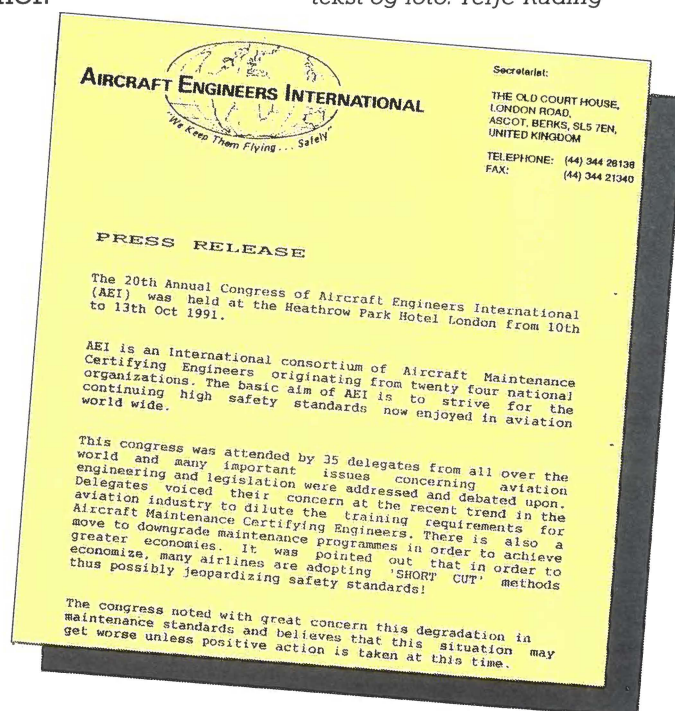 tekst og foto: Terje Rudihg
AIRCRAFT ENGINEERS INTERNATIONAL
"We Keep Them Flying . . . Safely"
Secretariat:
THE OLD COURT HOUSE,
LONDON ROAD,
ASCOT, BERKS, SL5 7EN,
UNITED KINGDOM
TELEPHONE: (44) 344 26136
FAX: (44) 344 21340
PRESS RELEASE
The 20th Annual Congress of Aircraft Engineers International
(AEI) was held at the Heathrow Park Hotel London from 10th
to 13th Oct 1991.
AEI is an International consortium of Aircraft Maintenance
Certifying Engineers originating from twenty four national
organizations. The basic aim of AEI is to strive for the
continuing high safety standards now enjoyed in aviation
world wide.
This congress was attended by 35 delegates from all over the
world and many important issues concerning aviation
engineering and legislation were addressed and debated upon.
Delegates voiced their concern at the recent trend in the
aviation industry to dilute the training requirements for
Aircraft Maintenance Certifying Engineers. There is also a
move to downgrade maintenance programmes in order to achieve
greater economies. It was pointed out that in order to
economize, many airlines are adopting 'SHORT CUT' methods
thus possibly jeopardizing safety standards!
The congress noted with great concern this degradation in
maintenance standards and believes that this situation may
get worse unless positive action is taken at this time.